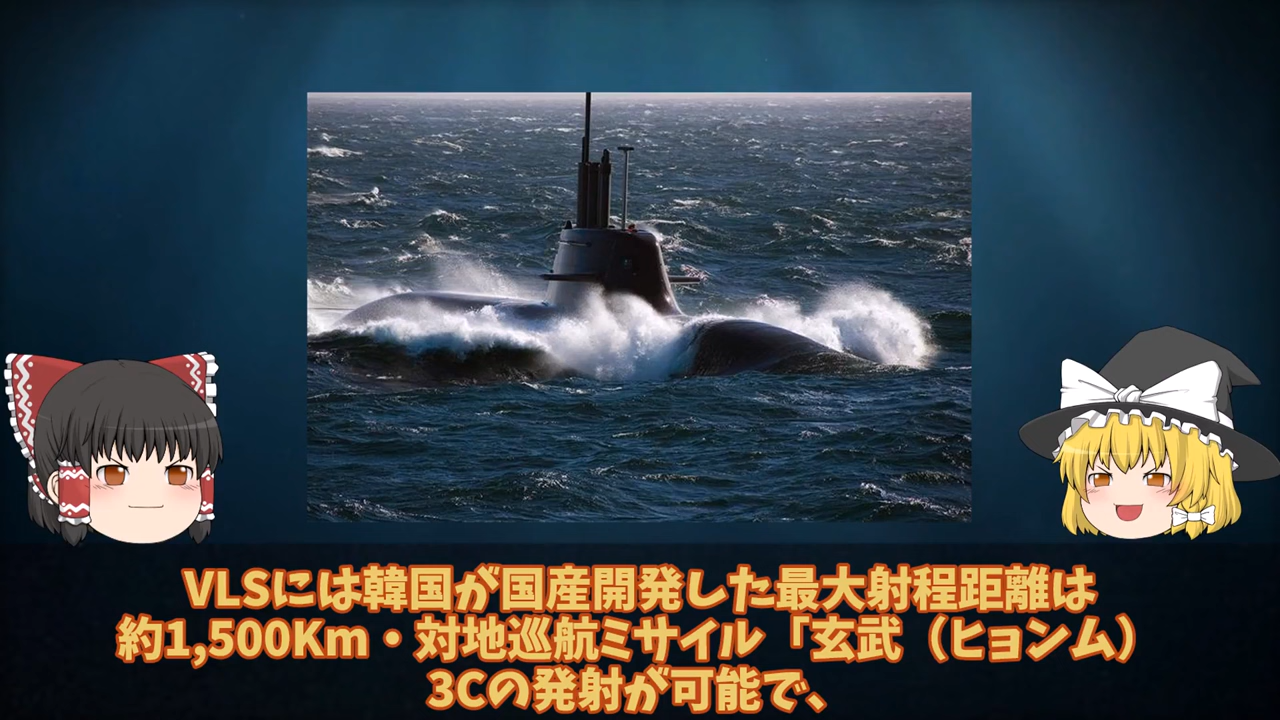 VLSには韓国が国産開発した最大射程距離は
約1,500Km・対地巡航ミサイル「玄武（ヒョンム）
3Cの発射が可能で、